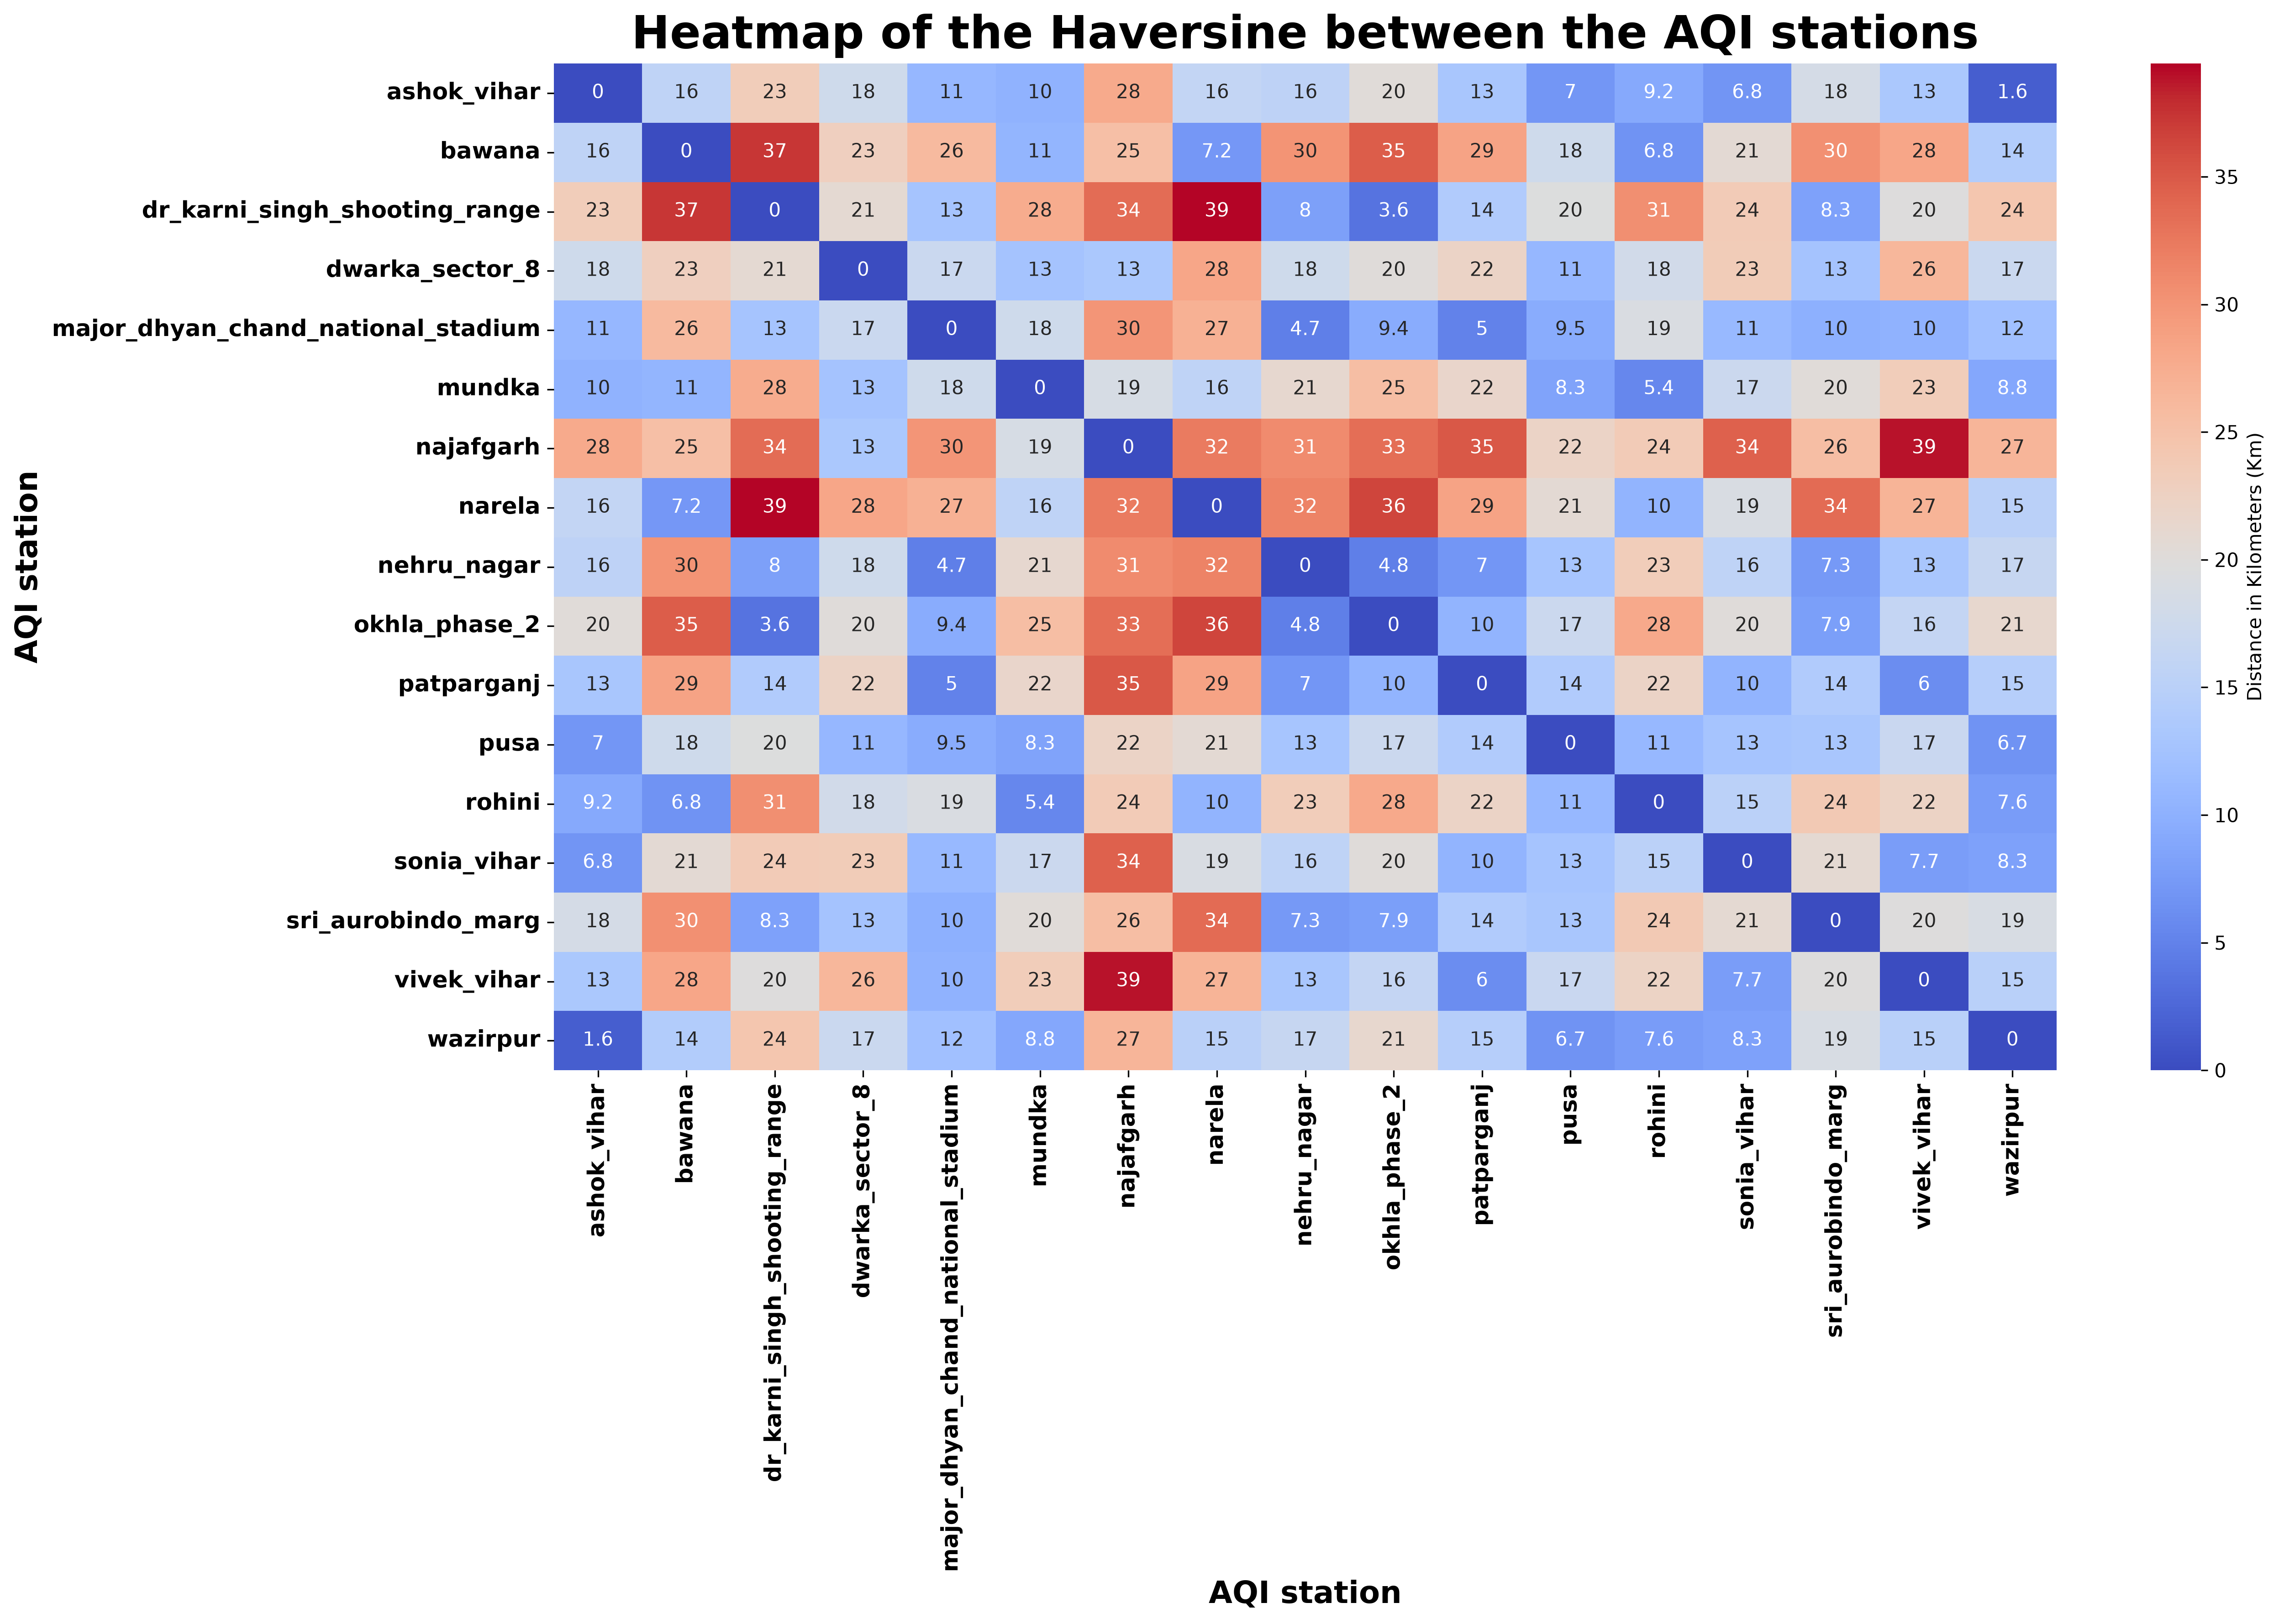 Heatmap of the Haversine between the AQI stations
ashok_vihar 0 16 23 18 11 10 28 16 16 20 13 7 9.2 6.8 18 13 1.6
bawana 16 0 37 23 26 11 25 7.2 30 35 29 18 6.8 21 30 28 14
dr_karni_singh_shooting_range 23 37 0 21 13 28 34 39 8 3.6 14 20 31 24 8.3 20 24
dwarka_sector_8 18 23 21 0 17 13 13 28 18 20 22 11 18 23 13 26 17
major_dhyan_chand_national_stadium 11 26 13 17 0 18 30 27 4.7 9.4 5 9.5 19 11 10 10 12
mundka 10 11 28 13 18 0 19 16 21 25 22 8.3 5.4 17 20 23 8.8
najafgarh 28 25 34 13 30 19 0 32 31 33 35 22 24 34 26 39 27
narela 16 7.2 39 28 27 16 32 0 32 36 29 21 10 19 34 27 15
nehru_nagar 16 30 8 18 4.7 21 31 32 0 4.8 7 13 23 16 7.3 13 17
okhla_phase_2 20 35 3.6 20 9.4 25 33 36 4.8 0 10 17 28 20 7.9 16 21
patparganj 13 29 14 22 5 22 35 29 7 10 0 14 22 10 14 6 15
pusa 7 18 20 11 9.5 8.3 22 21 13 17 14 0 11 13 13 17 6.7
rohini 9.2 6.8 31 18 19 5.4 24 10 23 28 22 11 0 15 24 22 7.6
sonia_vihar 6.8 21 24 23 11 17 34 19 16 20 10 13 15 0 21 7.7 8.3
sri_aurobindo_marg 18 30 8.3 13 10 20 26 34 7.3 7.9 14 13 24 21 0 20 19
vivek_vihar 13 28 20 26 10 23 39 27 13 16 6 17 22 7.7 20 0 15
wazirpur 1.6 14 24 17 12 8.8 27 15 17 21 15 6.7 7.6 8.3 19 15 0
AQI station
ashok_vihar
bawana
dr_karni_singh_shooting_range
dwarka_sector_8
major_dhyan_chand_national_stadium
mundka
najafgarh
narela
nehru_nagar
okhla_phase_2
patparganj
pusa
rohini
sonia_vihar
sri_aurobindo_marg
vivek_vihar
wazirpur
AQI station
35
30
25
20
15
10
5
0
Distance in Kilometers (Km)